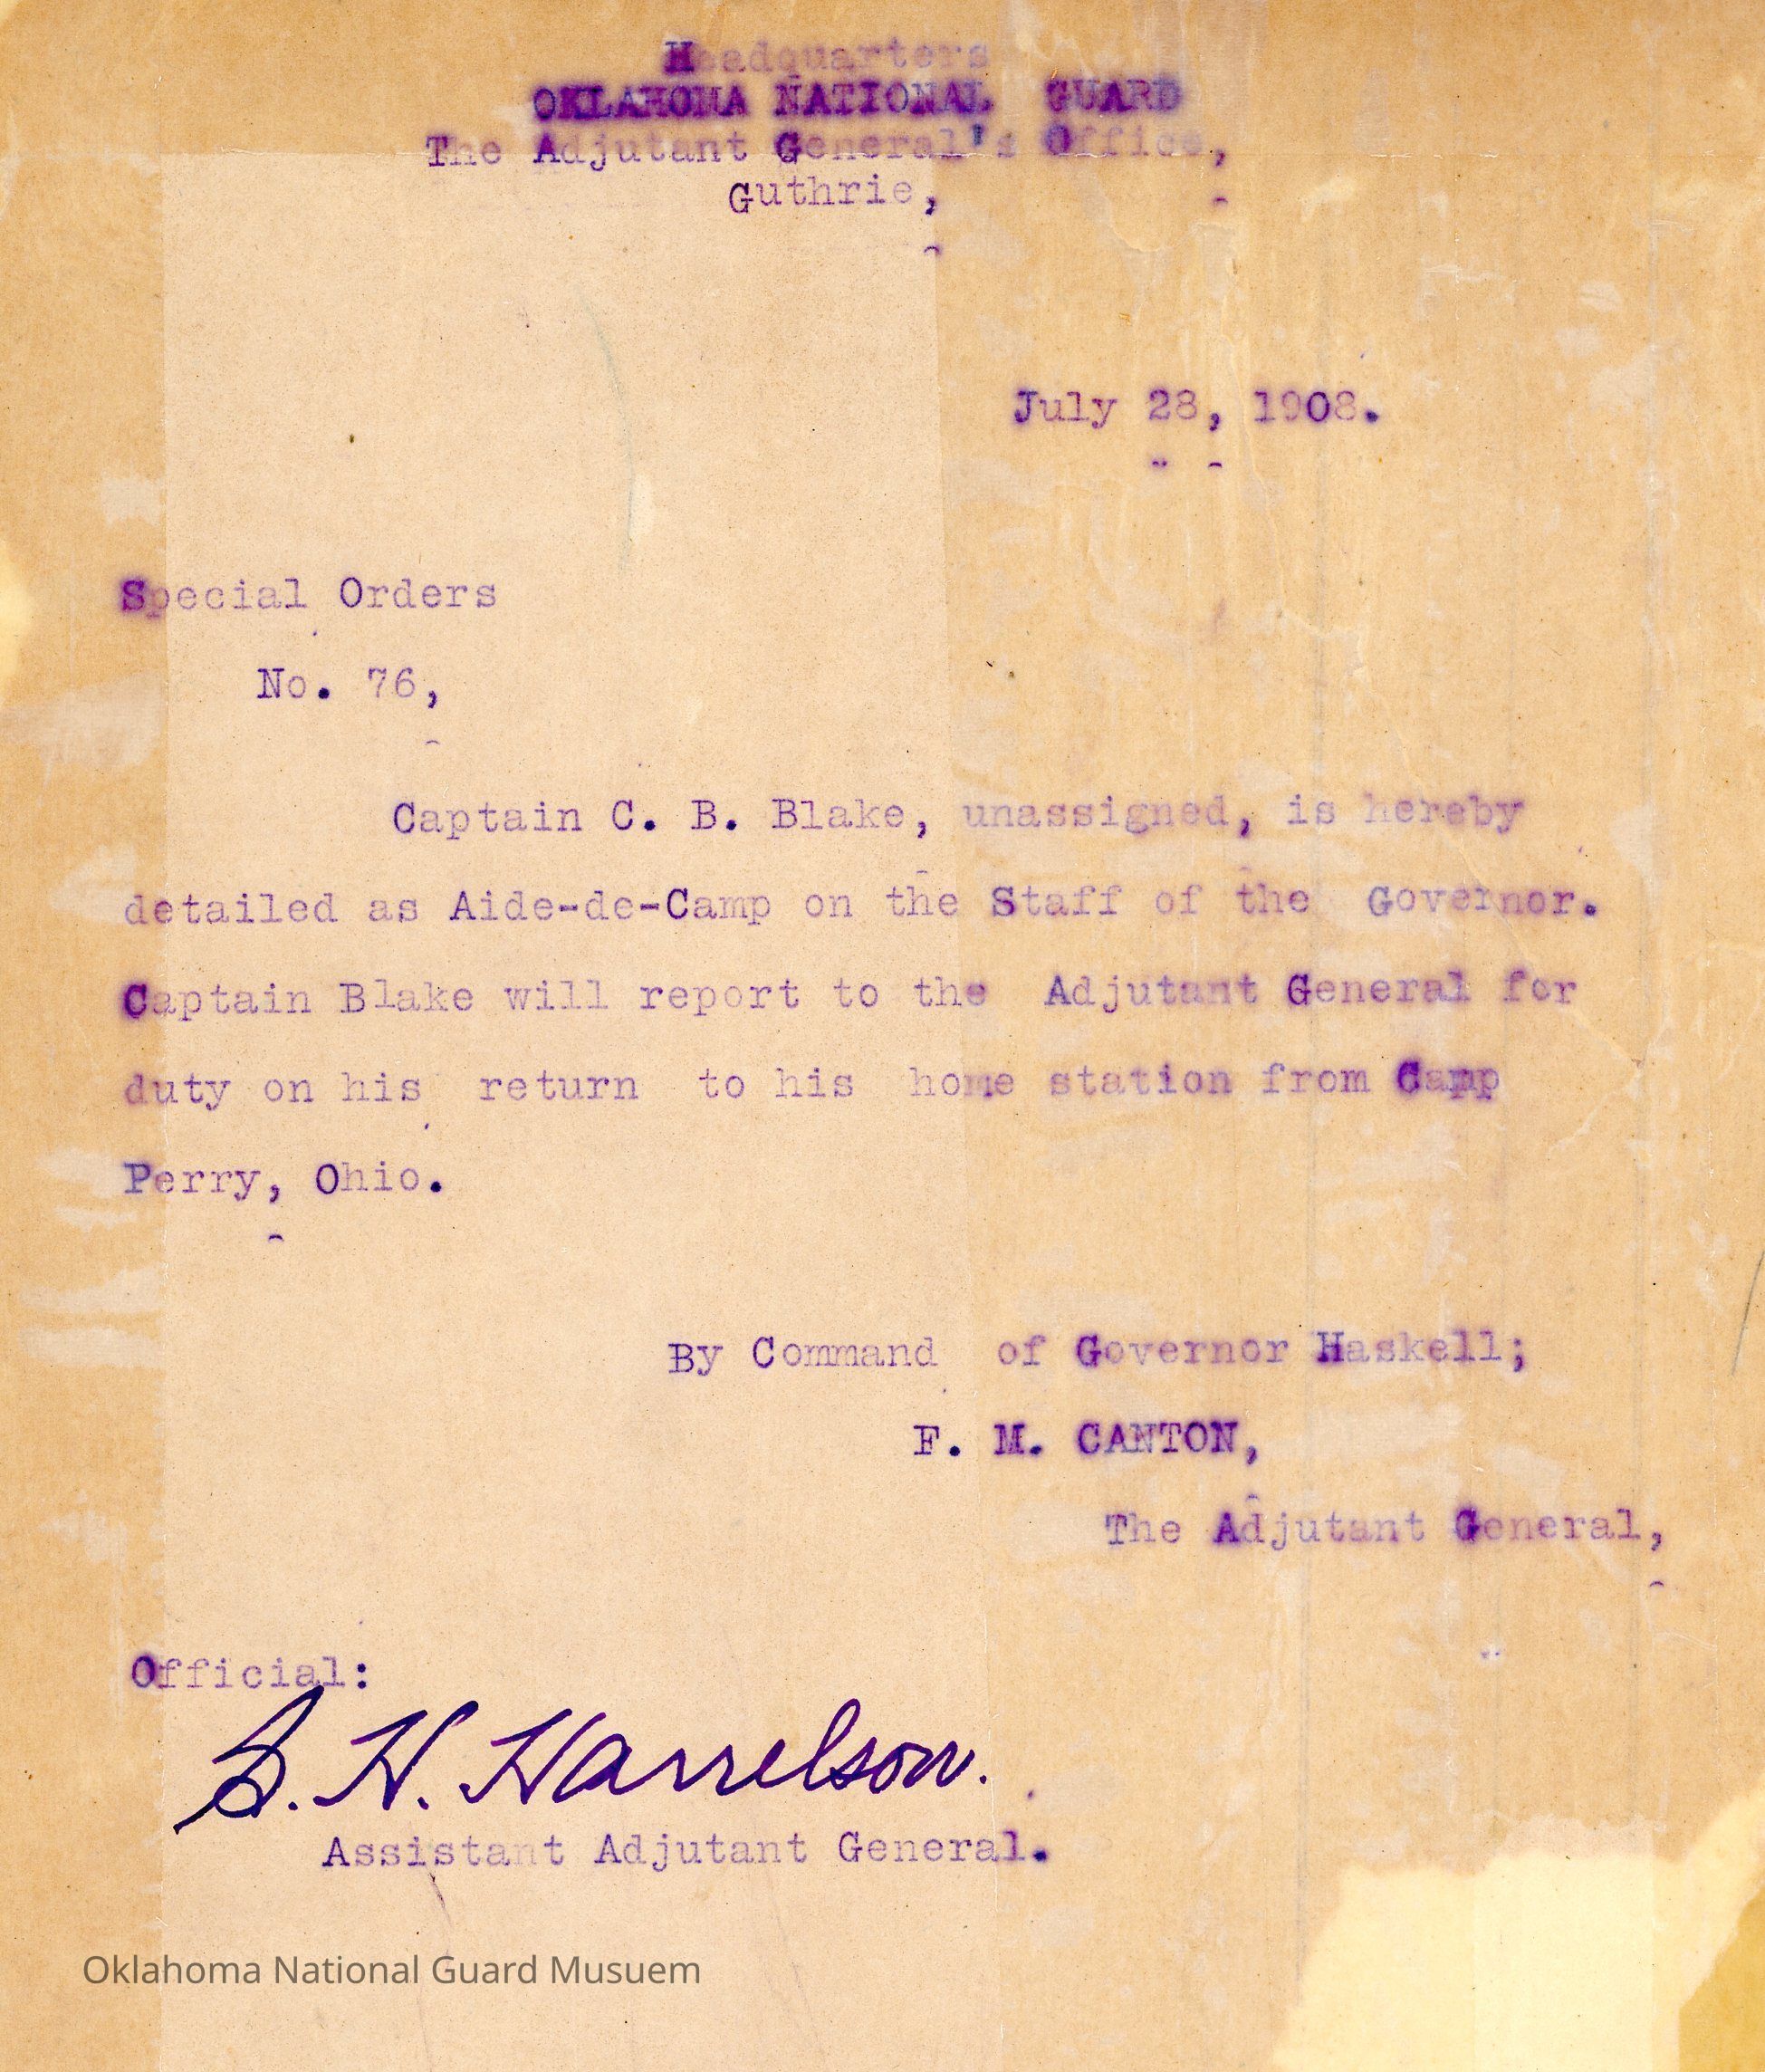 Headquarters
OKLAHOMA NATIONAL GUARD
The Adjutant General's Office,
Guthrie,
July 28, 1908.
Special Orders
No. 76,
Captain C. B. Blake, unassigned, is hereby
detailed as Aide-de-Camp on the Staff of the Governor.
Captain Blake will report to the Adjutant General for
duty on his return to his home station from Camp
Perry, Ohio.
By Command of Governor Haskell;
F. M. CANTON,
The Adjutant General,
Official:
S. H. Harrelson.
Assistant Adjutant General.
Oklahoma National Guard Musuem